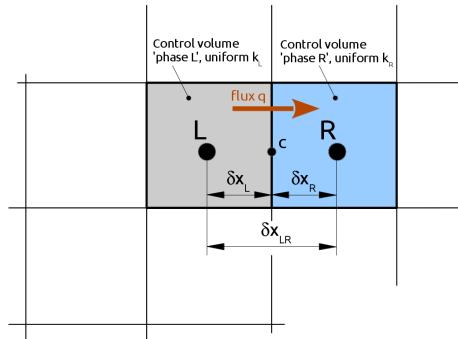 Control volume
'phase L', uniform k_L
Control volume
'phase R', uniform k_R
flux q
L
R
c
δx_L
δx_R
δx_LR